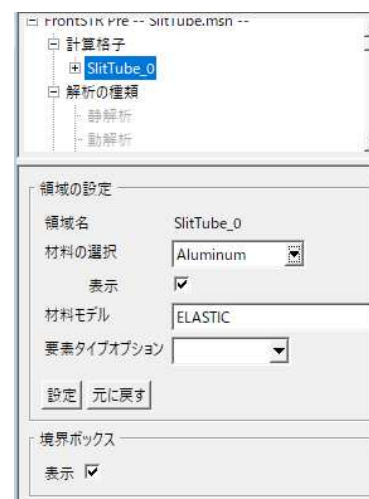 FrontSTR Pre -- SlitTube.msh --
計算格子
SlitTube_0
解析の種類
静解析
動解析
領域の設定
領域名 SlitTube_0
材料の選択 Aluminum
表示
材料モデル ELASTIC
要素タイプオプション
設定 元に戻す
境界ボックス
表示